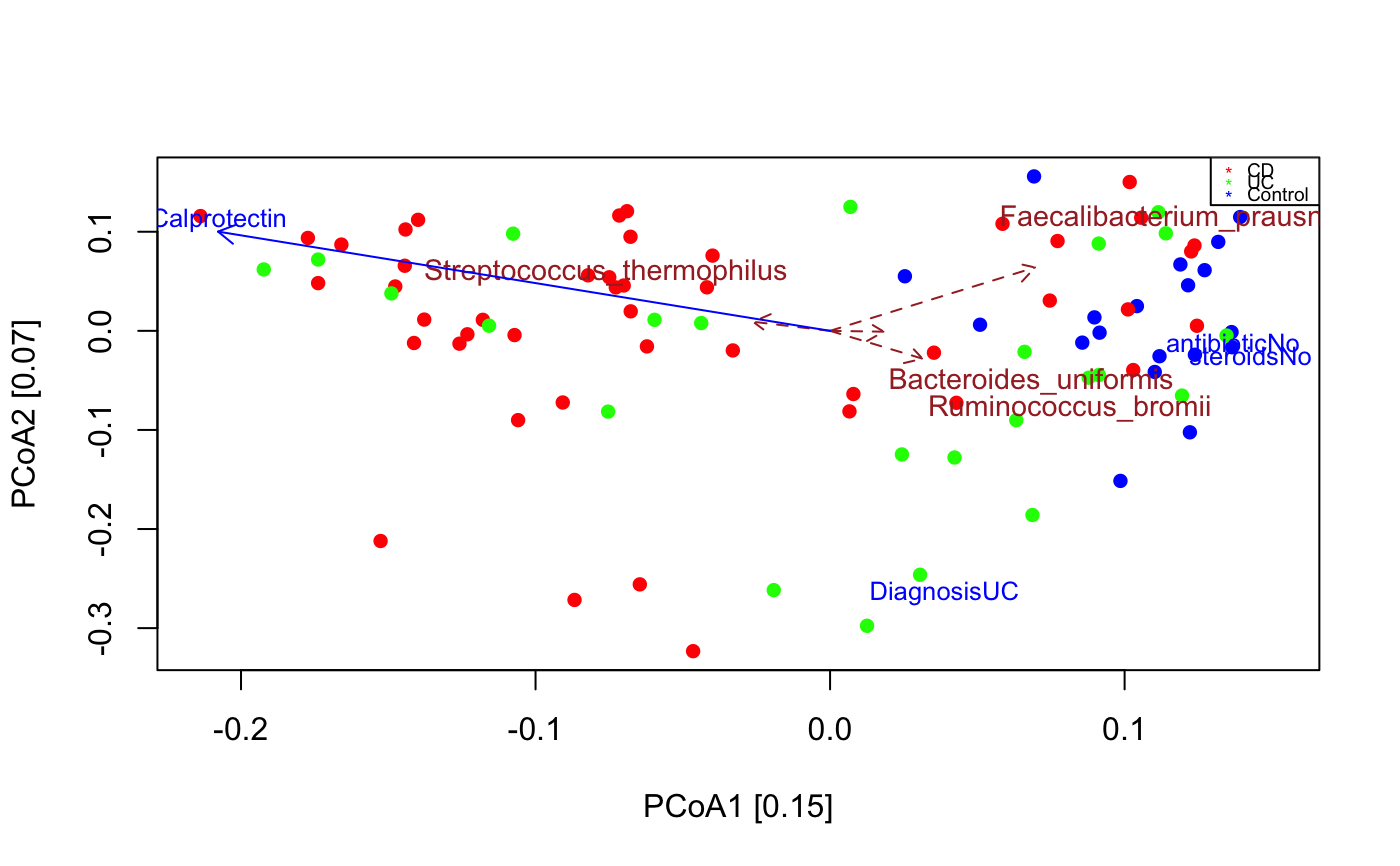 CD
UC
Control
Calprotectin
Faecalibacterium_prausn
Streptococcus_thermophilus
antibioticNo
steroidsNo
Bacteroides_uniformis
Ruminococcus_bromii
DiagnosisUC
PCoA2 [0.07]
0.1
0.0
-0.1
-0.2
-0.3
-0.2
-0.1
0.0
0.1
PCoA1 [0.15]